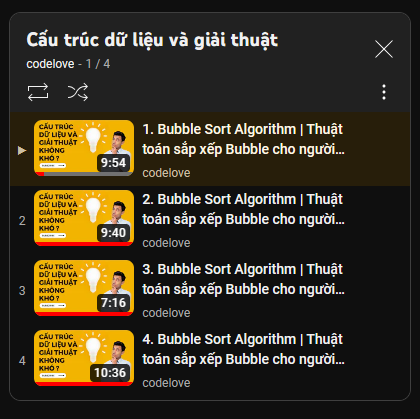 Cấu trúc dữ liệu và giải thuật
codelove - 1 / 4
CẤU TRÚC
DỮ LIỆU VÀ
GIẢI THUẬT
KHÔNG
KHÓ ?
9:54
1. Bubble Sort Algorithm | Thuật
toán sắp xếp Bubble cho người...
codelove
2
CẤU TRÚC
DỮ LIỆU VÀ
GIẢI THUẬT
KHÔNG
KHÓ ?
9:40
2. Bubble Sort Algorithm | Thuật
toán sắp xếp Bubble cho người...
codelove
3
CẤU TRÚC
DỮ LIỆU VÀ
GIẢI THUẬT
KHÔNG
KHÓ ?
7:16
3. Bubble Sort Algorithm | Thuật
toán sắp xếp Bubble cho người...
codelove
4
CẤU TRÚC
DỮ LIỆU VÀ
GIẢI THUẬT
KHÔNG
KHÓ ?
10:36
4. Bubble Sort Algorithm | Thuật
toán sắp xếp Bubble cho người...
codelove